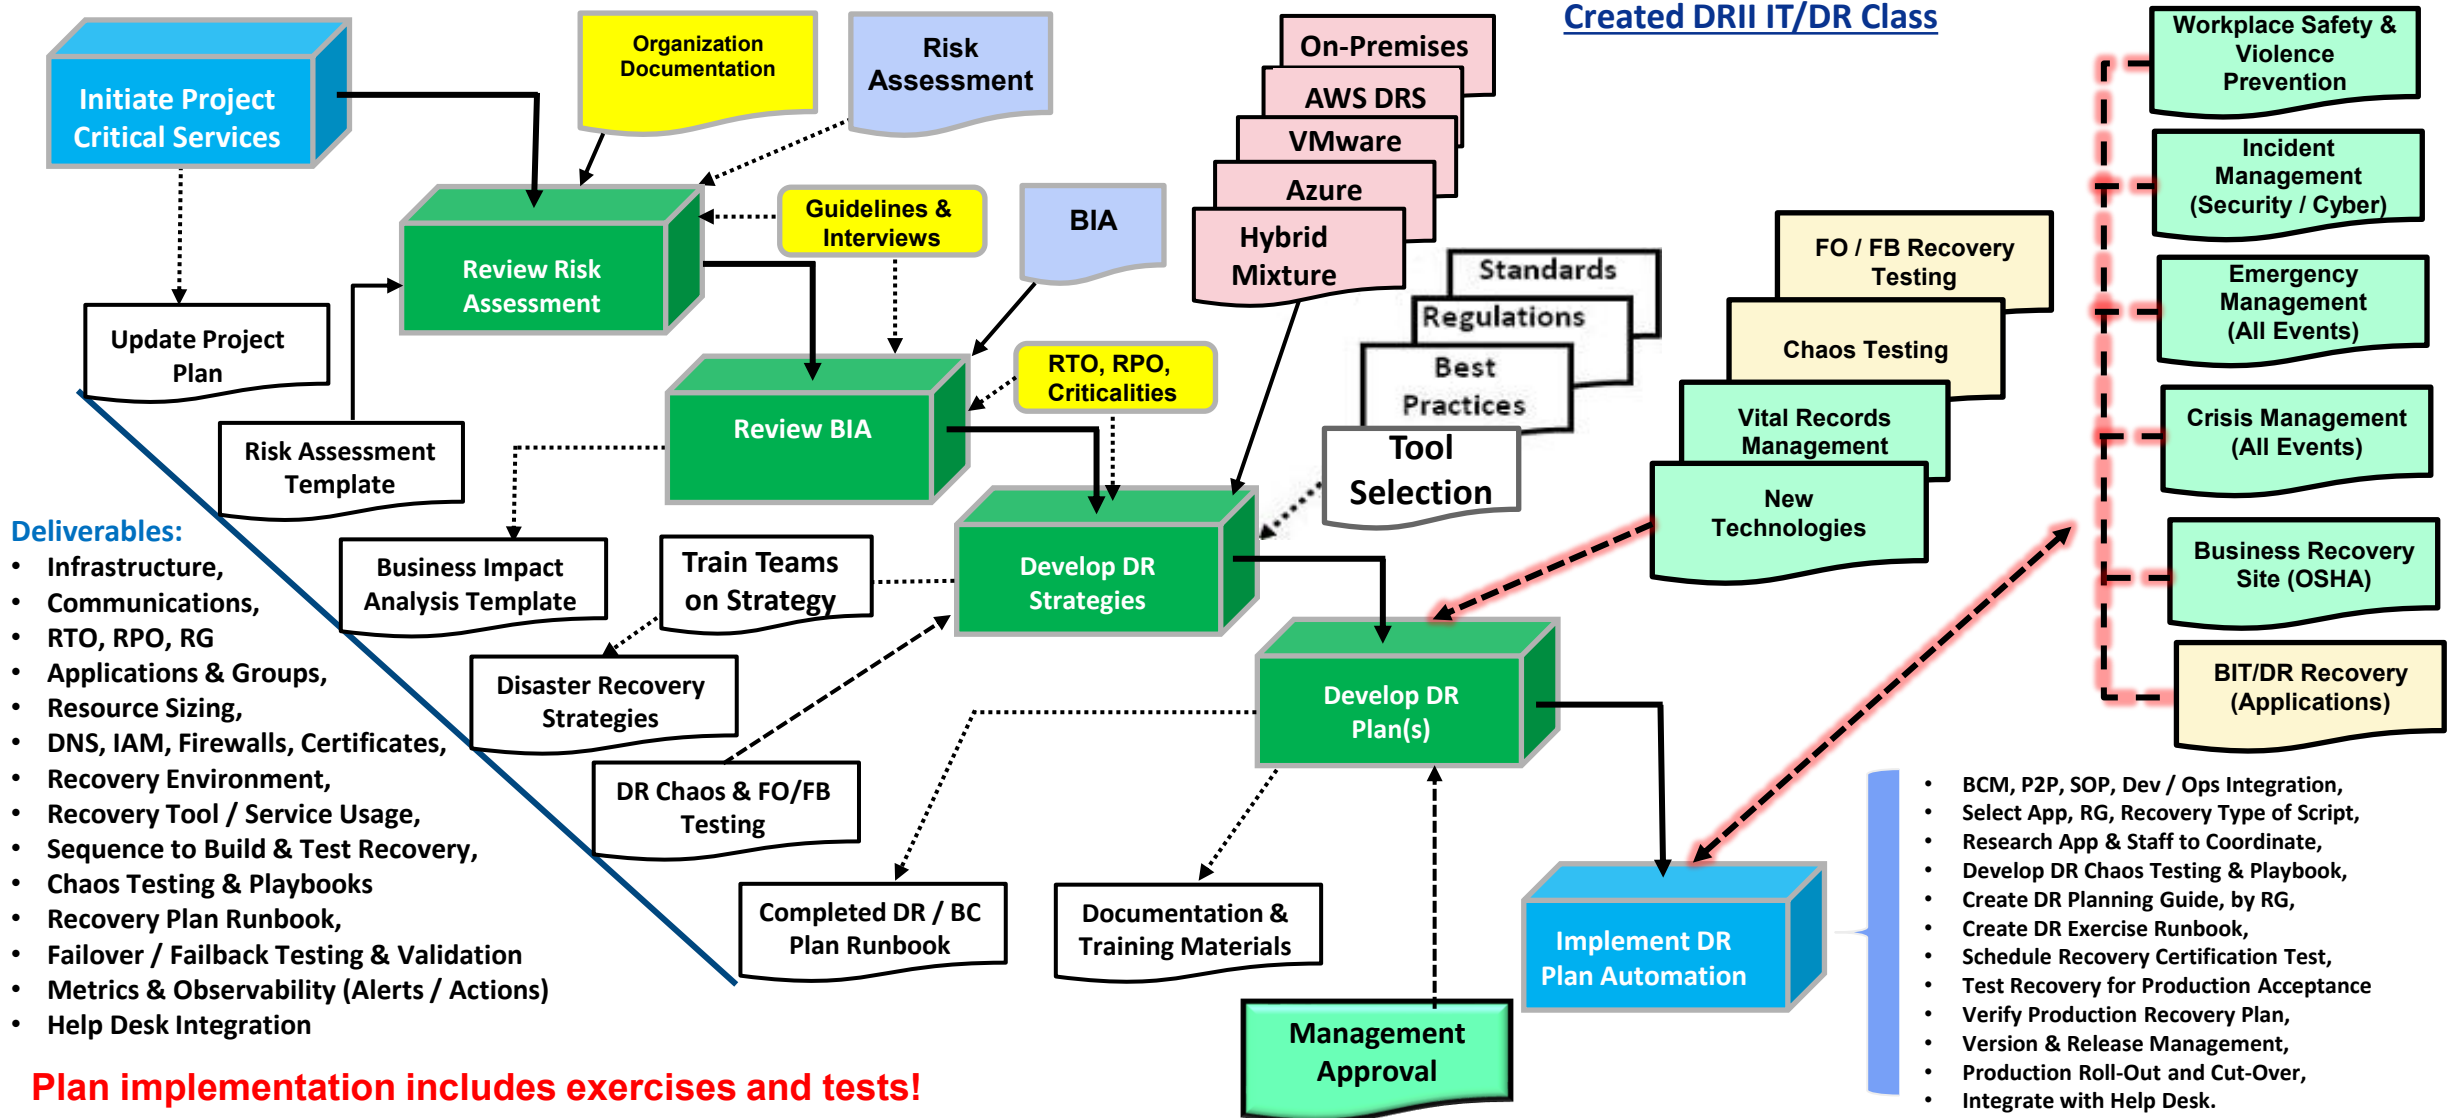 Created DRII IT/DR Class
Initiate Project
Critical Services
Organization
Documentation
Risk
Assessment
On-Premises
AWS DRS
VMware
Azure
Hybrid
Mixture
Workplace Safety &
Violence
Prevention
Incident
Management
(Security / Cyber)
Emergency
Management
(All Events)
Crisis Management
(All Events)
Business Recovery
Site (OSHA)
BIT/DR Recovery
(Applications)
Guidelines &
Interviews
BIA
Review Risk
Assessment
Update Project
Plan
Standards
Regulations
Best
Practices
Tool
Selection
FO / FB Recovery
Testing
Chaos Testing
Vital Records
Management
New
Technologies
RTO, RPO,
Criticalities
Review BIA
Risk Assessment
Template
Business Impact
Analysis Template
Train Teams
on Strategy
Develop DR
Strategies
Disaster Recovery
Strategies
Develop DR
Plan(s)
DR Chaos & FO/FB
Testing
Completed DR / BC
Plan Runbook
Documentation &
Training Materials
Implement DR
Plan Automation
Management
Approval
Deliverables:
• Infrastructure,
• Communications,
• RTO, RPO, RG
• Applications & Groups,
• Resource Sizing,
• DNS, IAM, Firewalls, Certificates,
• Recovery Environment,
• Recovery Tool / Service Usage,
• Sequence to Build & Test Recovery,
• Chaos Testing & Playbooks
• Recovery Plan Runbook,
• Failover / Failback Testing & Validation
• Metrics & Observability (Alerts / Actions)
• Help Desk Integration
• BCM, P2P, SOP, Dev / Ops Integration,
• Select App, RG, Recovery Type of Script,
• Research App & Staff to Coordinate,
• Develop DR Chaos Testing & Playbook,
• Create DR Planning Guide, by RG,
• Create DR Exercise Runbook,
• Schedule Recovery Certification Test,
• Test Recovery for Production Acceptance
• Verify Production Recovery Plan,
• Version & Release Management,
• Production Roll-Out and Cut-Over,
• Integrate with Help Desk.
Plan implementation includes exercises and tests!